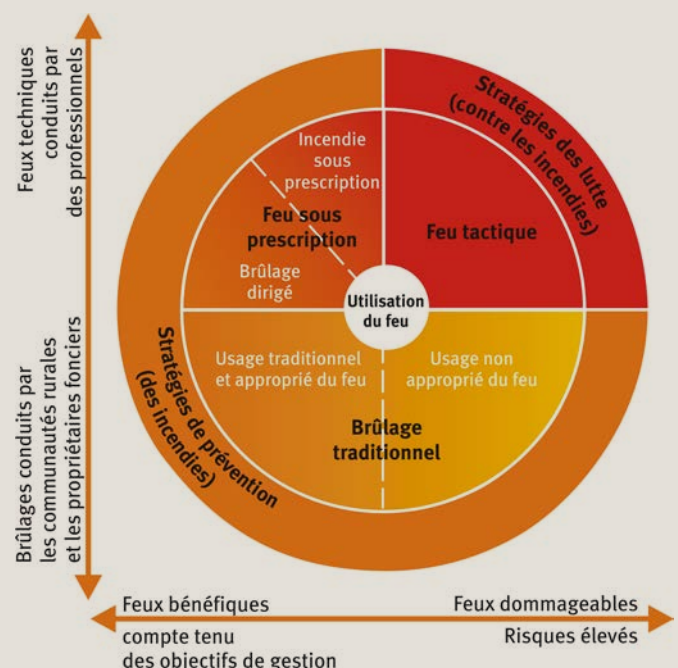 Feux techniques
conduits par
des professionnels
Brûlages conduits par
les communautés rurales
et les propriétaires fonciers
Stratégies des lutte
(contre les incendies)
Incendie
sous
prescription
Feu sous
prescription
Brûlage
dirigé
Feu tactique
Utilisation
du feu
Usage traditionnel
et approprié du feu
Usage non
approprié du feu
Brûlage
traditionnel
Stratégies de prévention
(des incendies)
Feux bénéfiques
Feux dommageables
compte tenu
des objectifs de gestion
Risques élevés